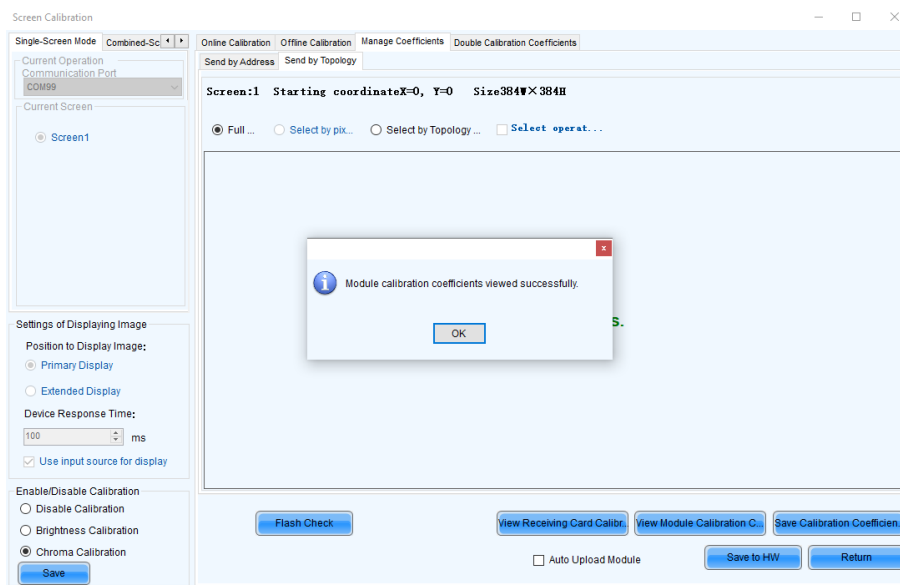 Screen Calibration
Single-Screen Mode
Combined-Sc
Current Operation
Communication Port
COM99
Current Screen
Screen1
Settings of Displaying Image
Position to Display Image:
Primary Display
Extended Display
Device Response Time:
100 ms
Use input source for display
Enable/Disable Calibration
Disable Calibration
Brightness Calibration
Chroma Calibration
Save
Online Calibration Offline Calibration Manage Coefficients Double Calibration Coefficients
Send by Address Send by Topology
Screen:1 Starting coordinateX=0, Y=0 Size384W×384H
Full ... Select by pix... Select by Topology ... Select operat...
x
Module calibration coefficients viewed successfully.
OK
s.
Flash Check View Receiving Card Calibr. View Module Calibration C... Save Calibration Coefficien.
Auto Upload Module Save to HW Return